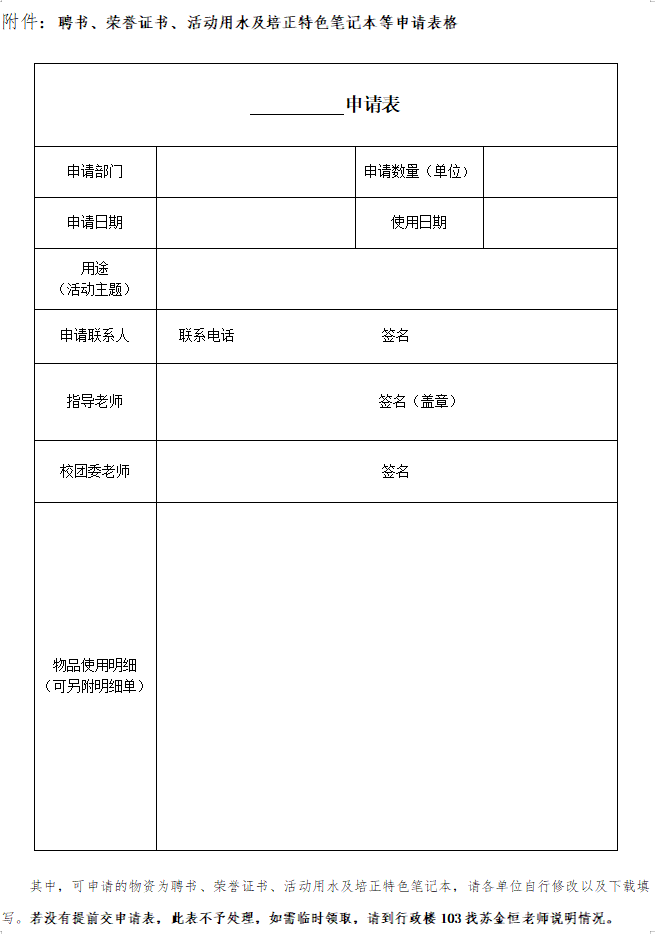 附件：聘书、荣誉证书、活动用水及培正特色笔记本等申请表格
__________申请表
申请部门 申请数量（单位）
申请日期 使用日期
用途
（活动主题）
申请联系人 联系电话 签名
指导老师 签名（盖章）
校团委老师 签名
物品使用明细
（可另附明细单）
其中，可申请的物资为聘书、荣誉证书、活动用水及培正特色笔记本，请各单位自行修改以及下载填
写。若没有提前交申请表，此表不予处理，如需临时领取，请到行政楼 103 找苏金恒老师说明情况。